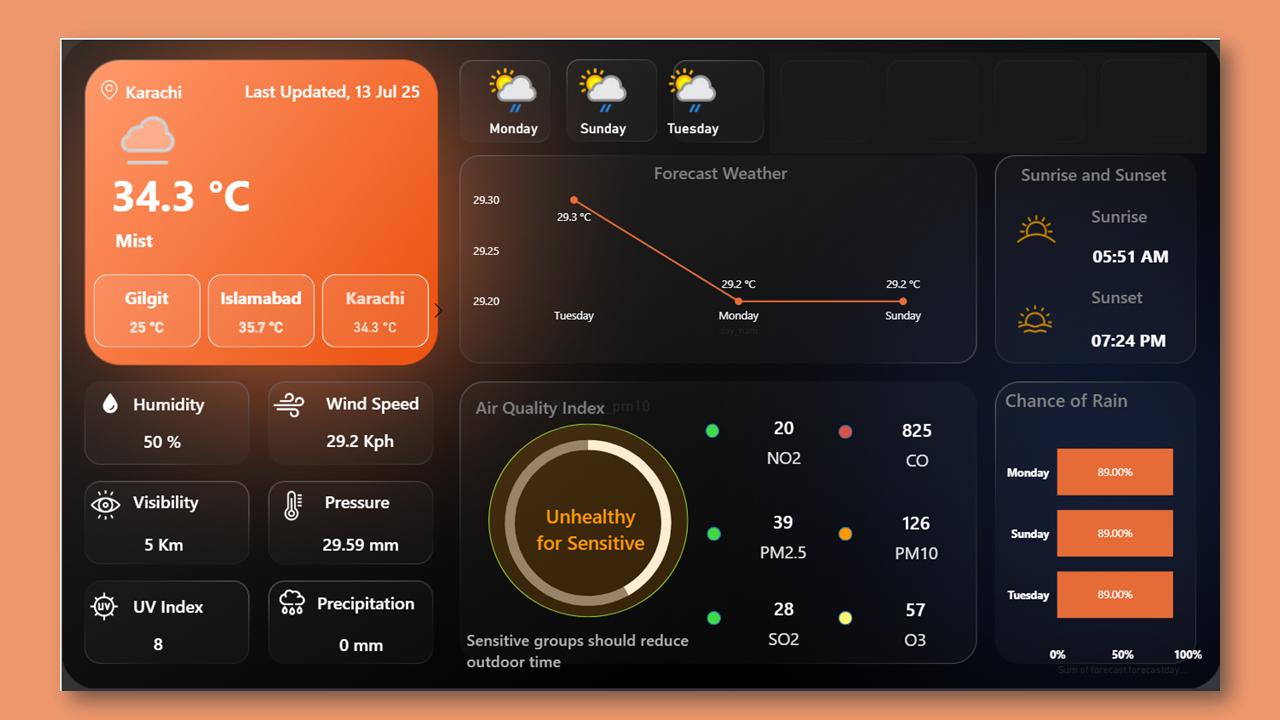 Karachi
Last Updated, 13 Jul 25
34.3 °C
Mist
Gilgit
25 °C
Islamabad
35.7 °C
Karachi
34.3 °C
Monday
Sunday
Tuesday
Forecast Weather
29.30
29.25
29.20
29.3 °C
29.2 °C
29.2 °C
Tuesday
Monday
Sunday
day_nam
Sunrise and Sunset
Sunrise
05:51 AM
Sunset
07:24 PM
Humidity
50 %
Wind Speed
29.2 Kph
Visibility
5 Km
Pressure
29.59 mm
UV
UV Index
8
Precipitation
0 mm
Air Quality Index
_pm10
Unhealthy
for Sensitive
Sensitive groups should reduce
outdoor time
20
NO2
825
CO
39
PM2.5
126
PM10
28
SO2
57
O3
Chance of Rain
Monday
89.00%
Sunday
89.00%
Tuesday
89.00%
0%
50%
100%
Sum of forecast.forecastday...